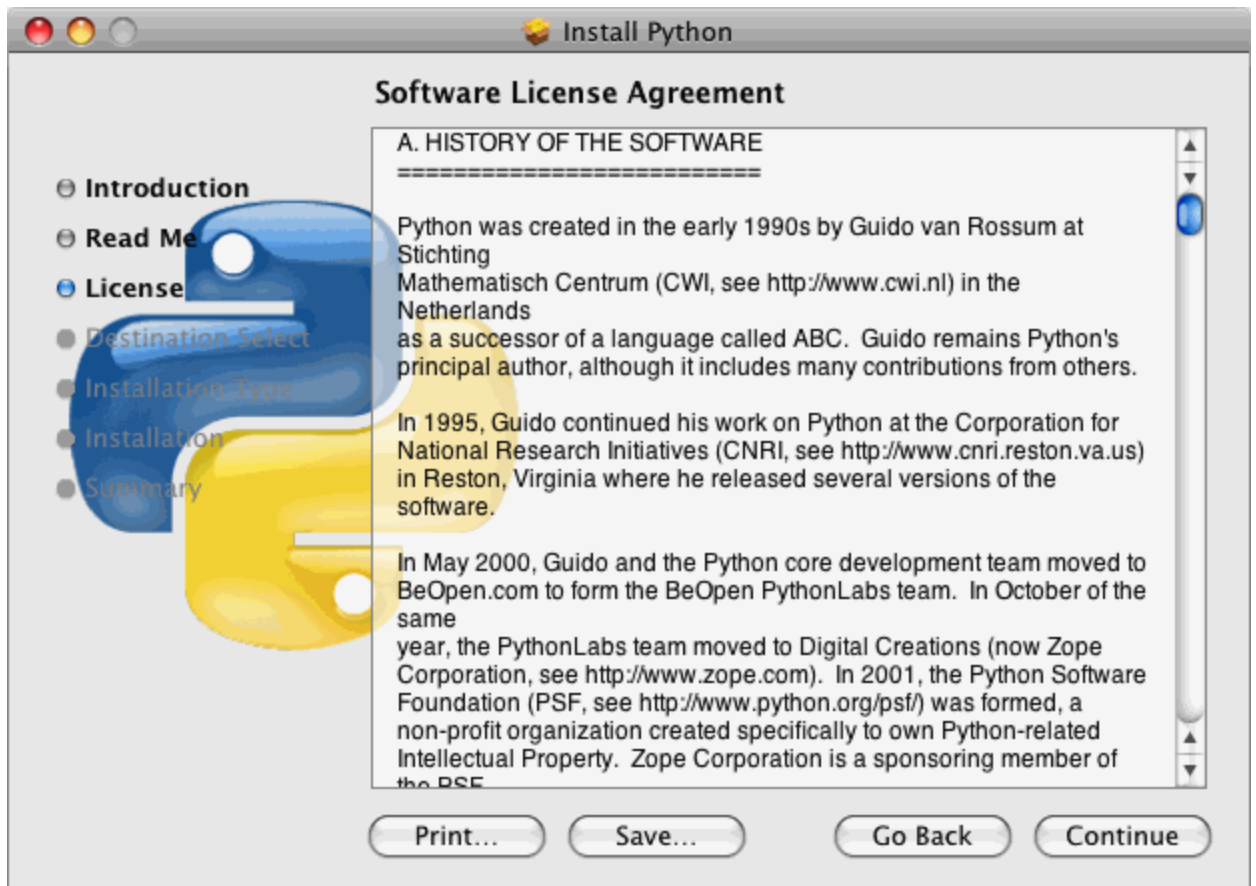 Install Python
Software License Agreement
Introduction
Read Me
License
Destination Select
Installation Type
Installation
Summary
A. HISTORY OF THE SOFTWARE
==========================
Python was created in the early 1990s by Guido van Rossum at
Stichting
Mathematisch Centrum (CWI, see http://www.cwi.nl) in the
Netherlands
as a successor of a language called ABC.  Guido remains Python's
principal author, although it includes many contributions from others.
In 1995, Guido continued his work on Python at the Corporation for
National Research Initiatives (CNRI, see http://www.cnri.reston.va.us)
in Reston, Virginia where he released several versions of the
software.
In May 2000, Guido and the Python core development team moved to
BeOpen.com to form the BeOpen PythonLabs team.  In October of the
same
year, the PythonLabs team moved to Digital Creations (now Zope
Corporation, see http://www.zope.com).  In 2001, the Python Software
Foundation (PSF, see http://www.python.org/psf/) was formed, a
non-profit organization created specifically to own Python-related
Intellectual Property.  Zope Corporation is a sponsoring member of
the PSF
Print...
Save...
Go Back
Continue